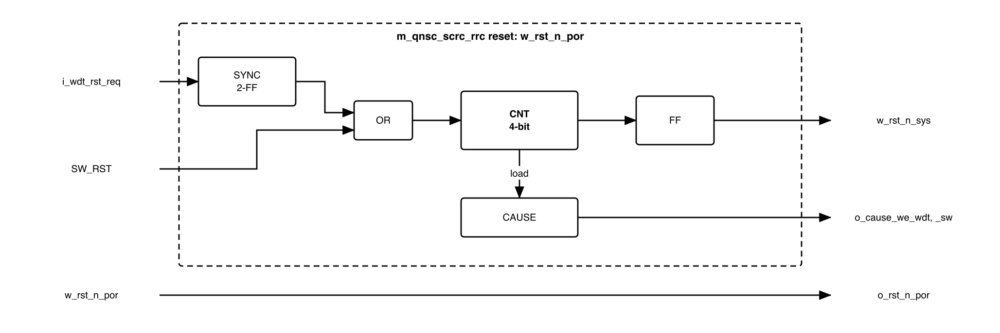 m_qnsc_scrc_rrc reset: w_rst_n_por
i_wdt_rst_req
SYNC
2-FF
OR
CNT
4-bit
FF
w_rst_n_sys
SW_RST
load
CAUSE
o_cause_we_wdt, _sw
w_rst_n_por
o_rst_n_por